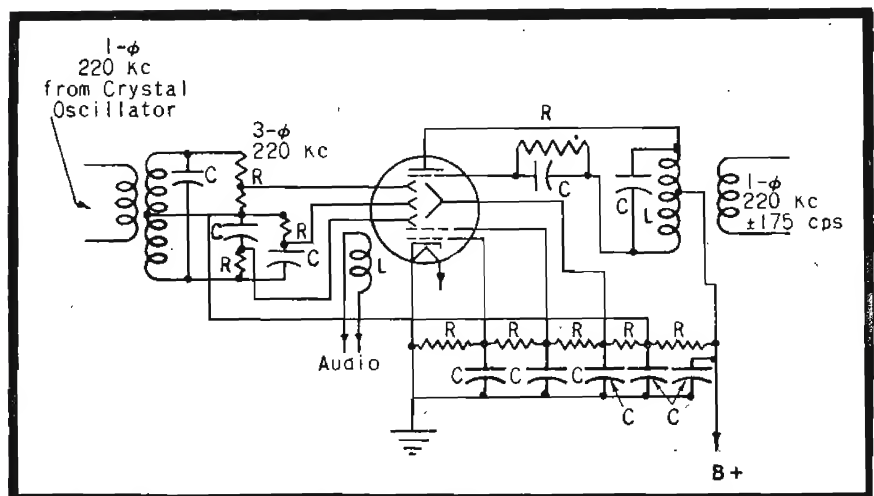 1-ϕ
220 Kc
from Crystal
Oscillator
3-ϕ
220 Kc
R
C
R
C
R
R
C
L
Audio
R
C
C
L
1-ϕ
220 Kc
±175 cps
R
R
R
R
R
C
C
C
C
B+